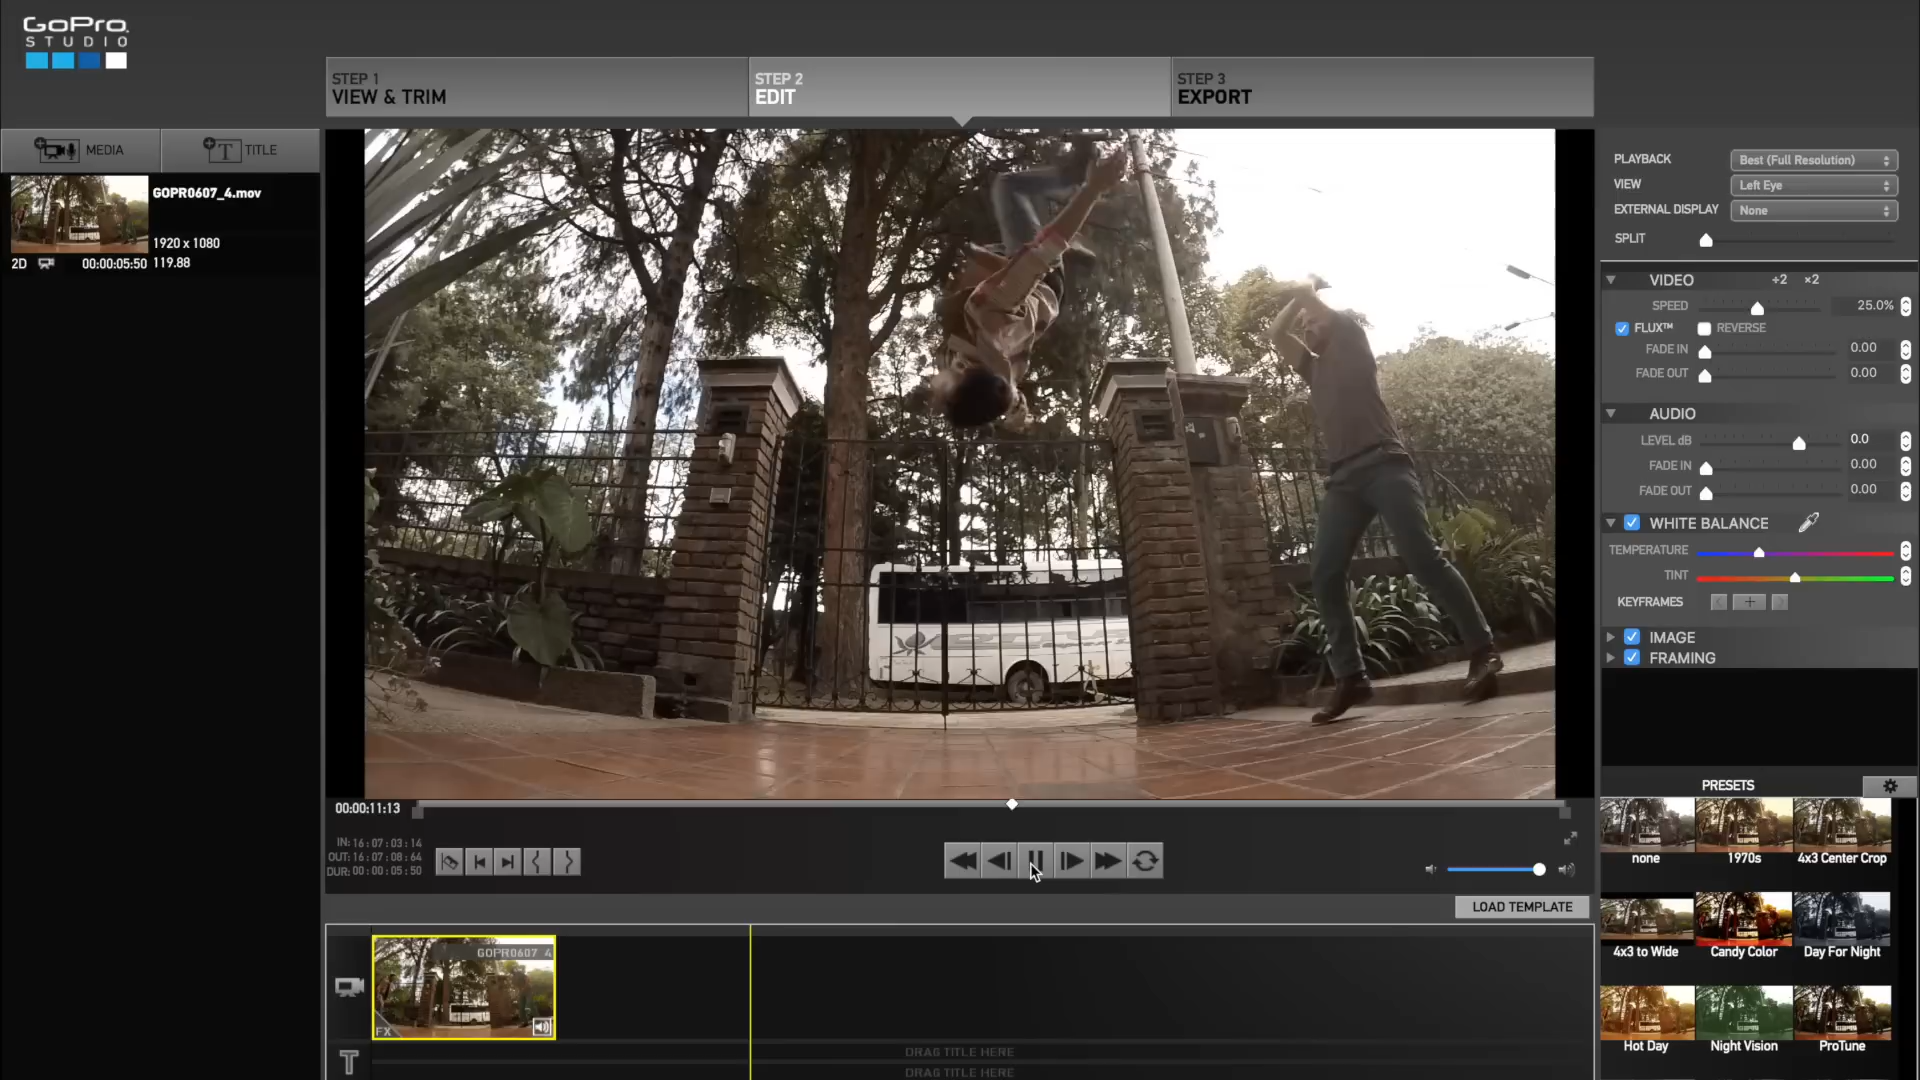 GoPro
STUDIO
STEP 1
VIEW & TRIM
STEP 2
EDIT
STEP 3
EXPORT
MEDIA
TITLE
GOPR0607_4.mov
1920 x 1080
2D 00:00:05:50 119.88
PLAYBACK Best (Full Resolution)
VIEW Left Eye
EXTERNAL DISPLAY None
SPLIT
VIDEO ÷2 ×2
SPEED 25.0%
FLUX™ REVERSE
FADE IN 0.00
FADE OUT 0.00
AUDIO
LEVEL dB 0.0
FADE IN 0.00
FADE OUT 0.00
WHITE BALANCE
TEMPERATURE
TINT
KEYFRAMES
IMAGE
FRAMING
00:00:11:13
IN: 16:07:03:14
OUT: 16:07:08:64
DUR: 00:00:05:50
LOAD TEMPLATE
PRESETS
none 1970s 4x3 Center Crop
4x3 to Wide Candy Color Day For Night
Hot Day Night Vision ProTune
GOPR0607_4
FX
T
DRAG TITLE HERE
DRAG TITLE HERE